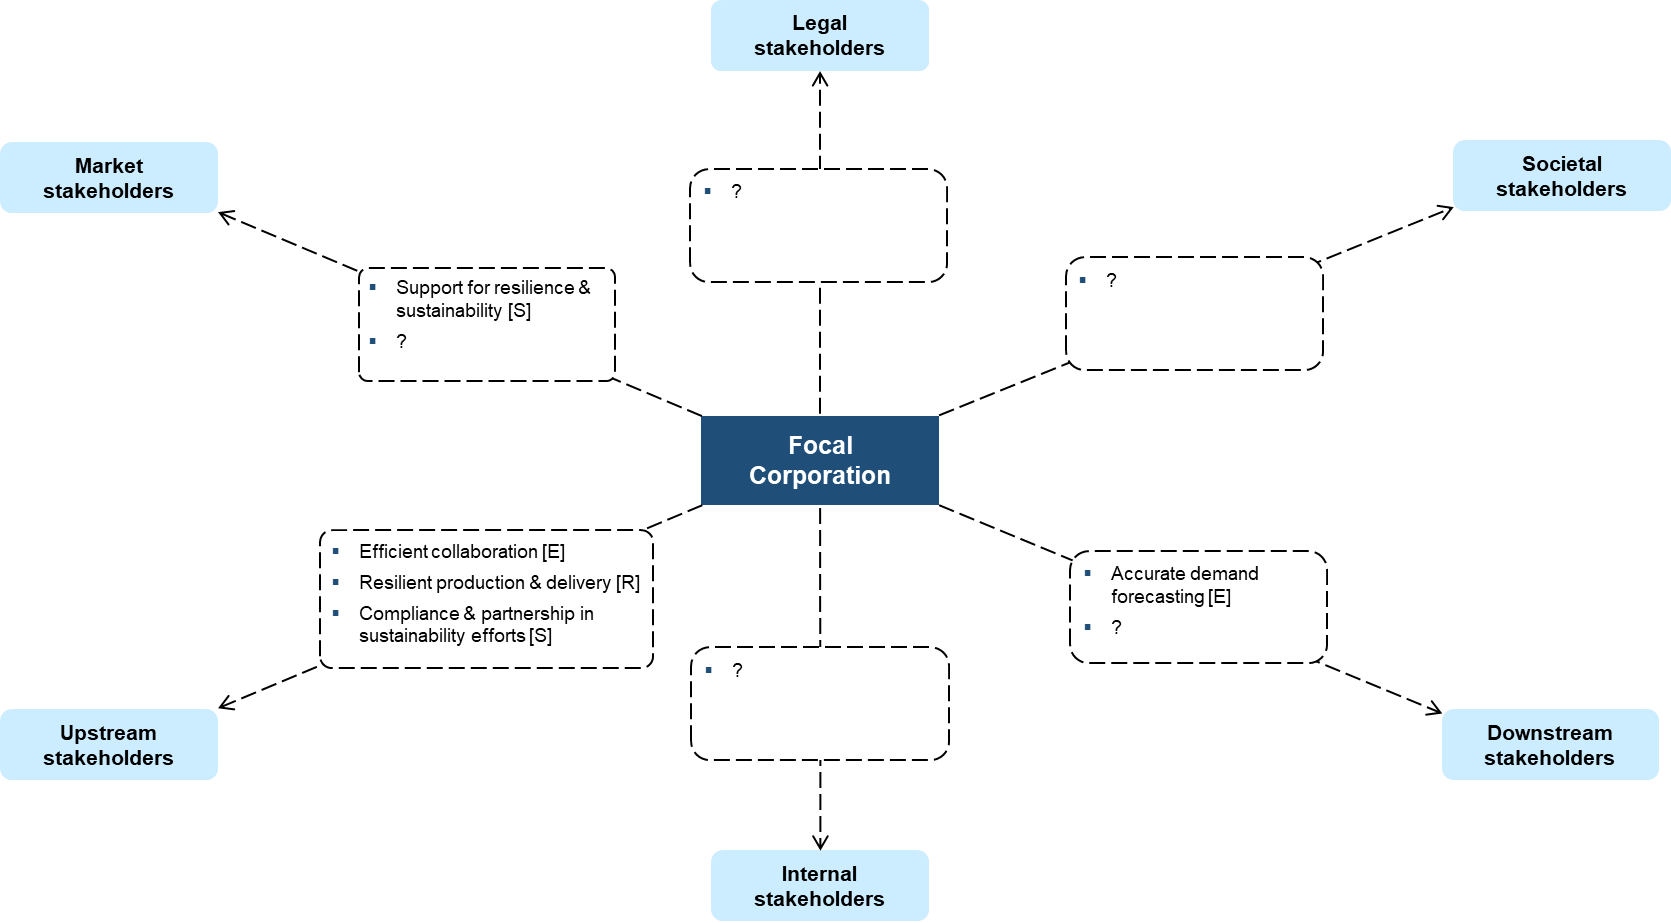 Legal
stakeholders
Market
stakeholders
Societal
stakeholders
?
Support for resilience &
sustainability [S]
?
?
Focal
Corporation
Efficient collaboration [E]
Resilient production & delivery [R]
Compliance & partnership in
sustainability efforts [S]
Accurate demand
forecasting [E]
?
?
Upstream
stakeholders
Downstream
stakeholders
Internal
stakeholders